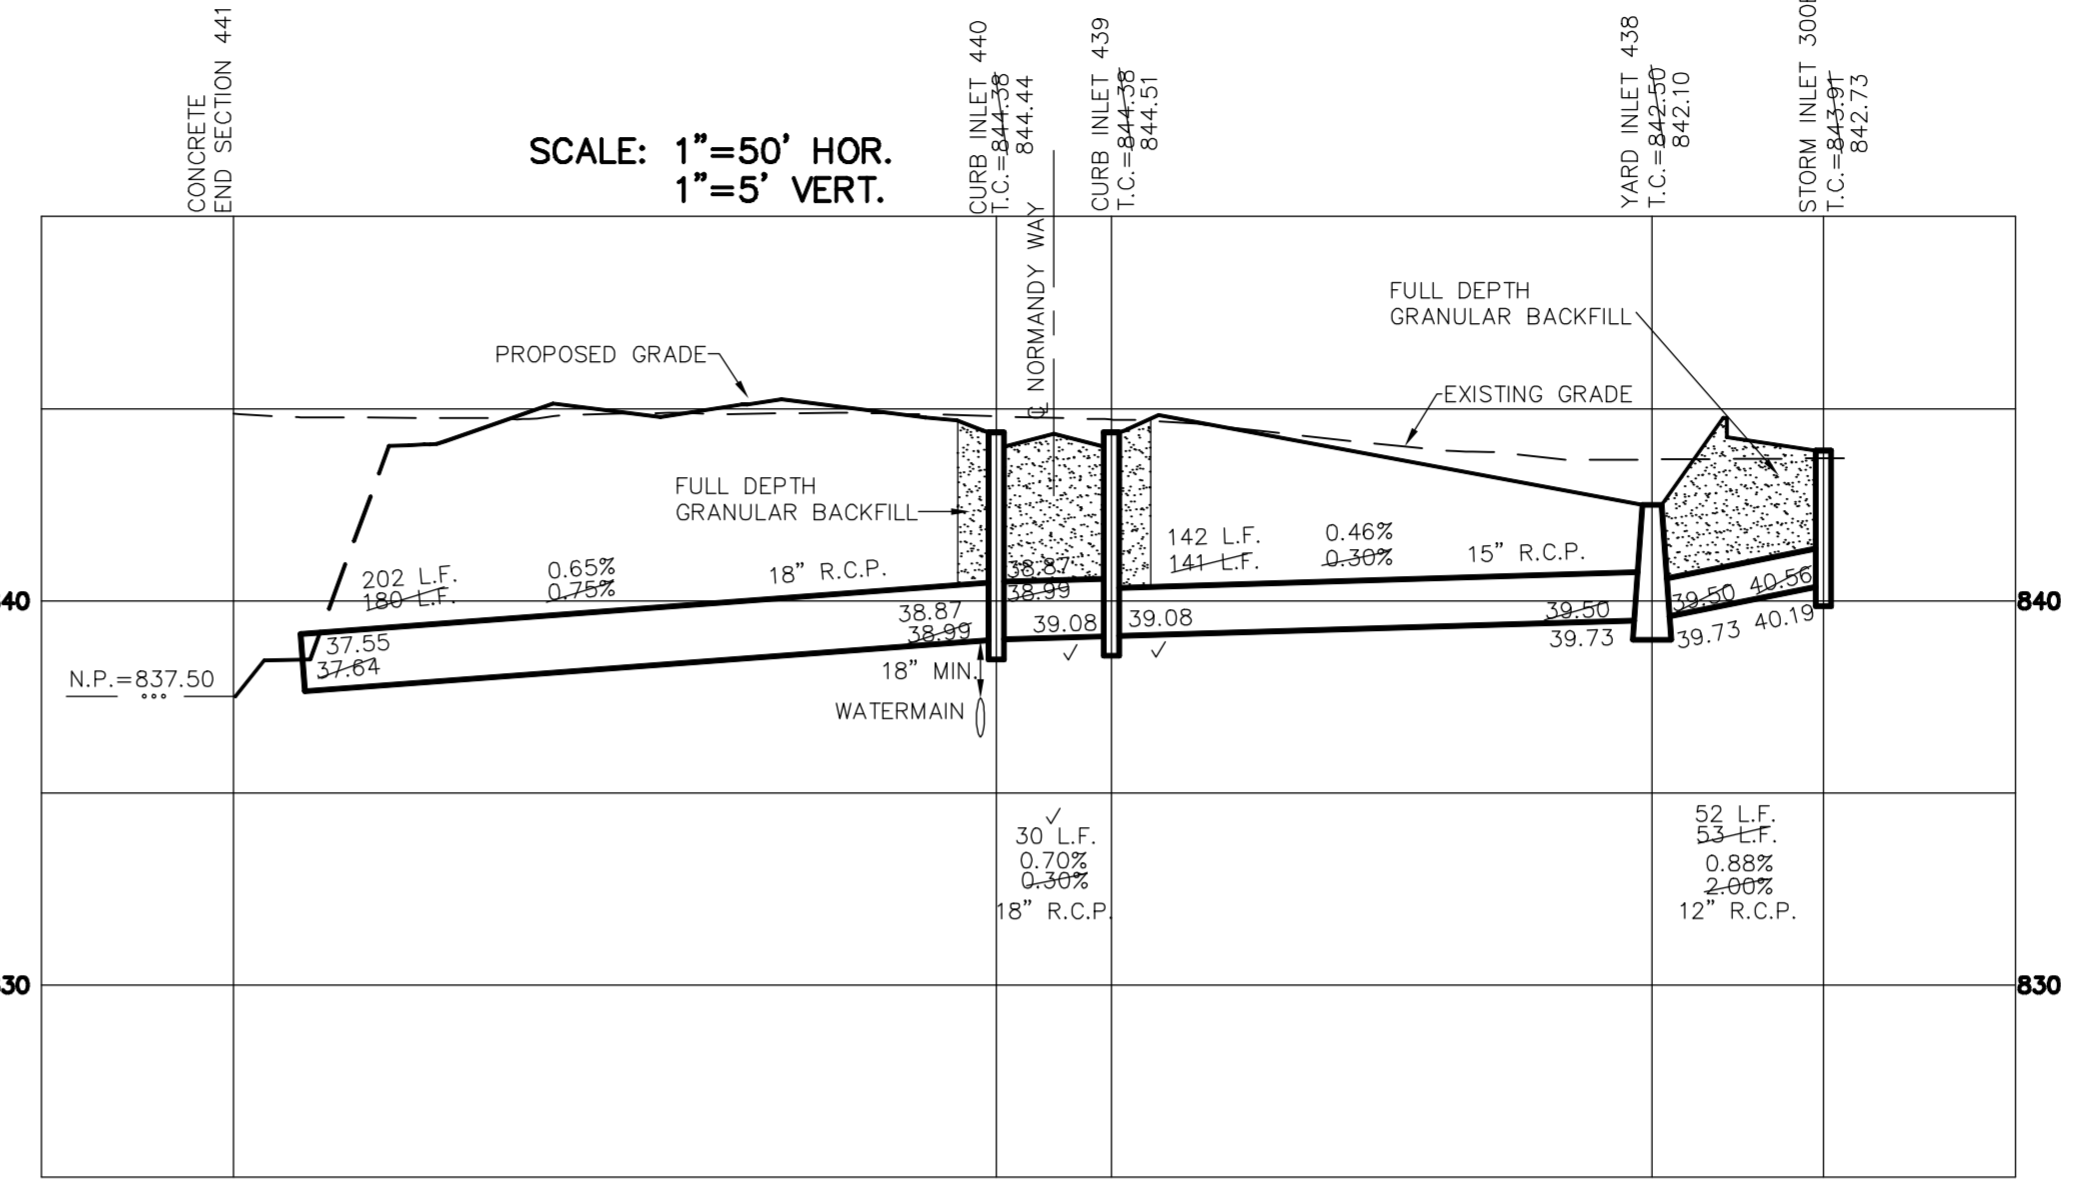 CONCRETE
END SECTION 441
SCALE: 1"=50' HOR.
1"=5' VERT.
CURB INLET 440
T.C.=844.38
844.44
℄ NORMANDY WAY
CURB INLET 439
T.C.=844.38
844.51
YARD INLET 438
T.C.=842.50
842.10
STORM INLET
T.C.=843.91
842.73
FULL DEPTH
GRANULAR BACKFILL
PROPOSED GRADE
EXISTING GRADE
FULL DEPTH
GRANULAR BACKFILL
202 L.F.
180 L.F.
0.65%
0.75%
18" R.C.P.
38.87
38.99
142 L.F.
141 L.F.
0.46%
0.30%
15" R.C.P.
840
37.55
37.64
38.87
38.99
39.08
39.08
✓
✓
39.50
39.73
39.50
40.56
39.73
40.19
N.P.=837.50
18" MIN.
WATERMAIN
✓
30 L.F.
0.70%
0.30%
18" R.C.P.
52 L.F.
53 L.F.
0.88%
2.00%
12" R.C.P.
830